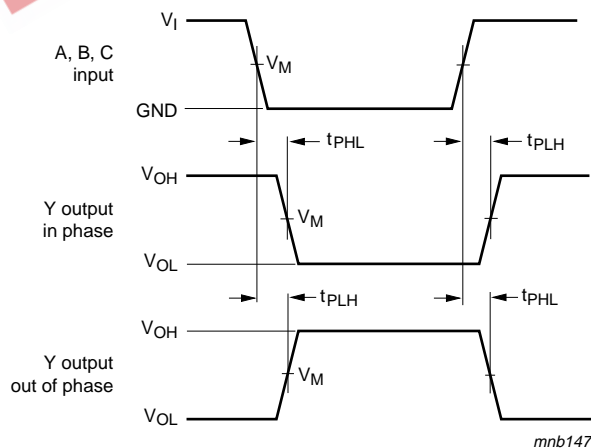 V_I
A, B, C
input
V_M
GND
t_PHL
t_PLH
V_OH
Y output
in phase
V_M
V_OL
t_PLH
t_PHL
V_OH
Y output
out of phase
V_M
V_OL
mnb147